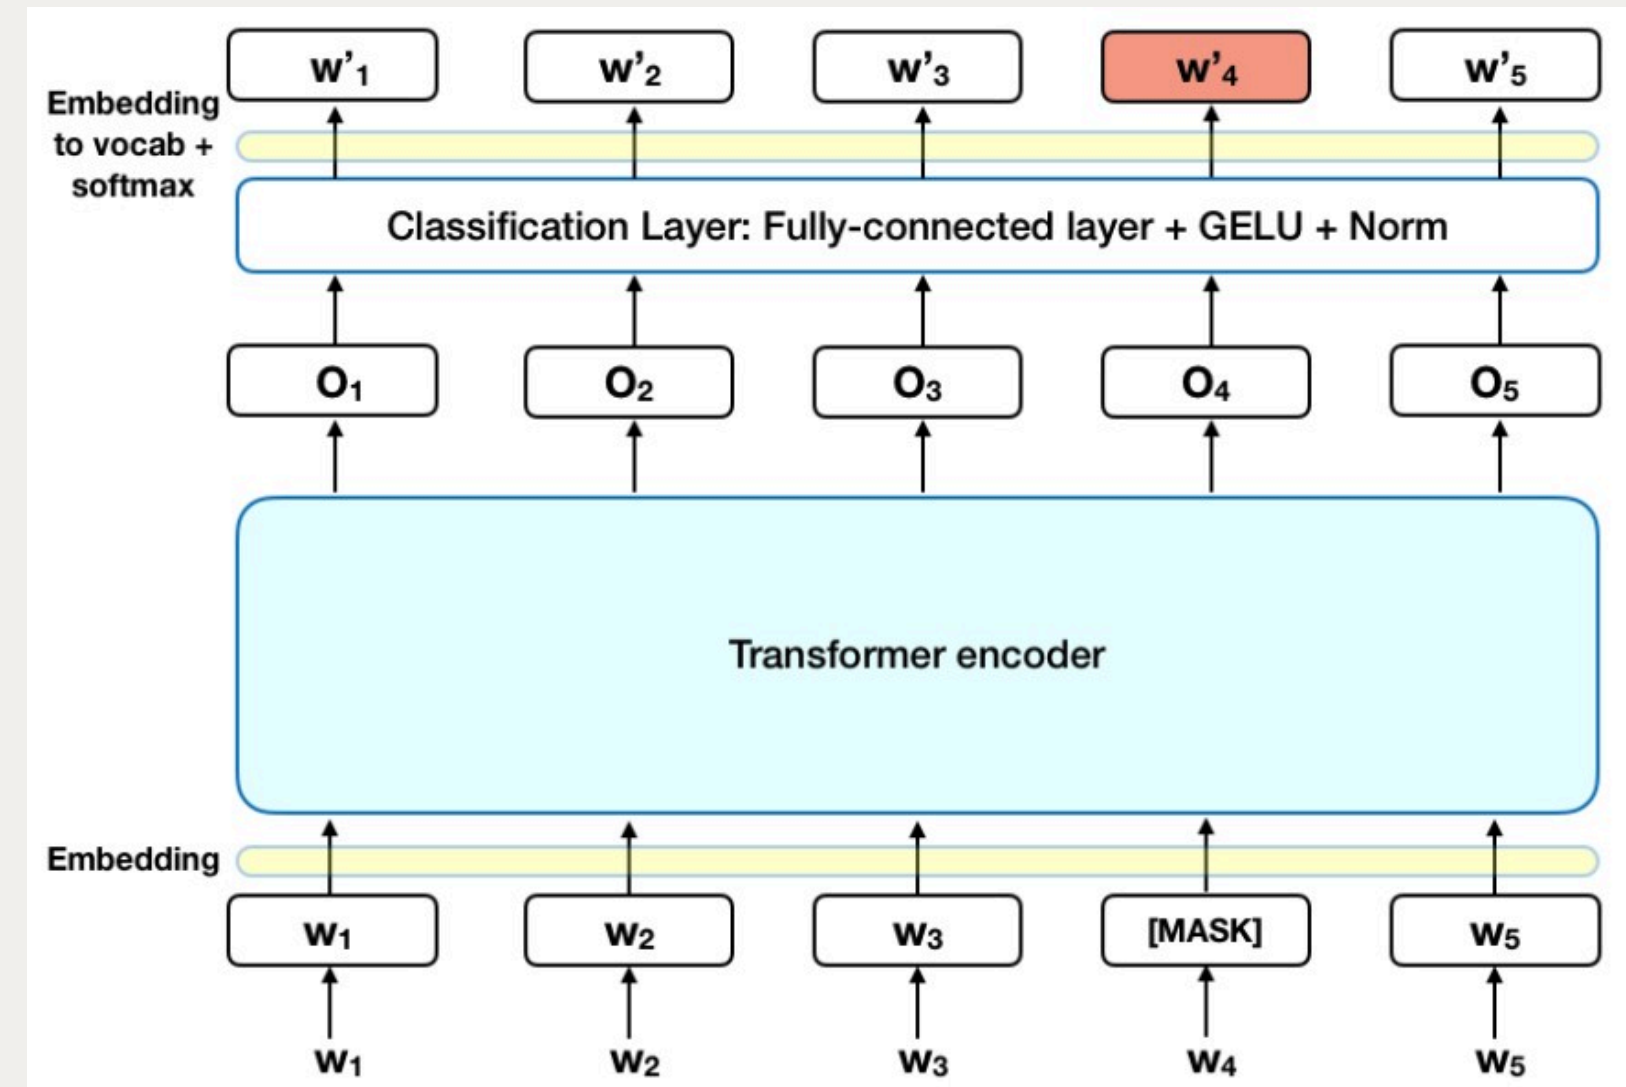 w’₁ w’₂ w’₃ w’₄ w’₅
Embedding
to vocab +
softmax
Classification Layer: Fully-connected layer + GELU + Norm
O₁ O₂ O₃ O₄ O₅
Transformer encoder
Embedding
W₁ W₂ W₃ [MASK] W₅
W₁ W₂ W₃ W₄ W₅